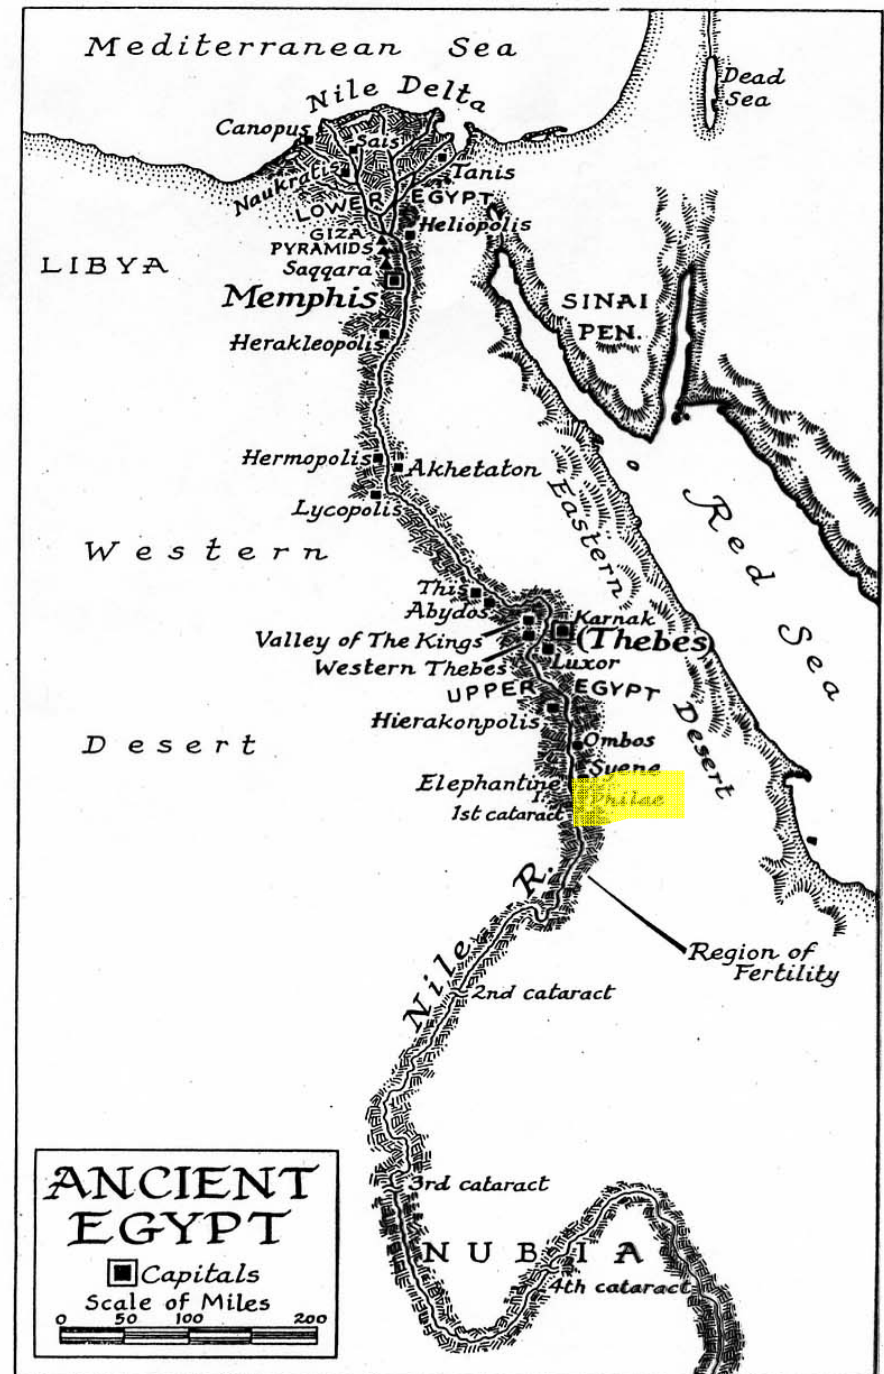 Mediterranean Sea
Dead
Sea
Nile Delta
Canopus
Sais
Naukratis
Tanis
LOWER EGYPT
GIZA
PYRAMIDS
Heliopolis
LIBYA
Saqqara
Memphis
SINAI
PEN.
Herakleopolis
Hermopolis
Akhetaton
Lycopolis
Eastern Desert
Red Sea
Western
Desert
This
Abydos
Karnak
(Thebes)
Valley of The Kings
Western Thebes
Luxor
UPPER EGYPT
Hierakonpolis
Ombos
Syene
Elephantine
Philae
1st cataract
Nile R.
Region of
Fertility
2nd cataract
3rd cataract
NUBIA
4th cataract
ANCIENT
EGYPT
Capitals
Scale of Miles
0 50 100 200